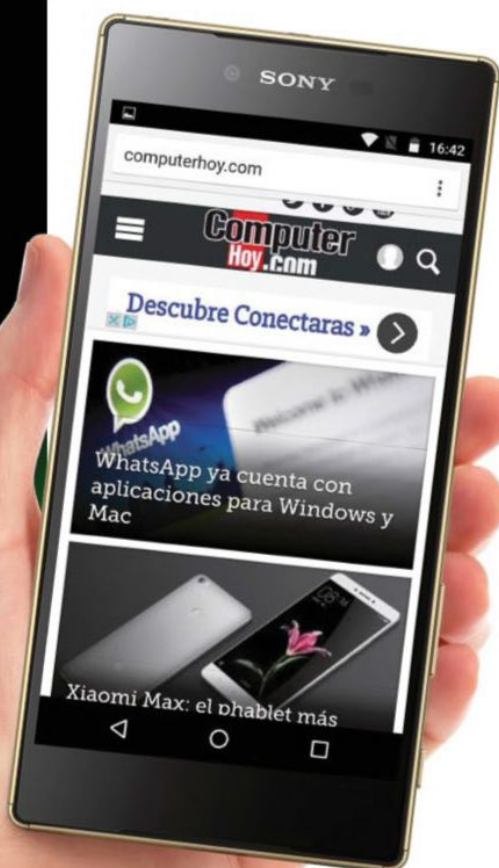 SONY
16:42
computerhoy.com
Computer
Hoy.com
Descubre Conectaras »
WhatsApp
WhatsApp ya cuenta con
aplicaciones para Windows y
Mac
Xiaomi Max: el phablet más